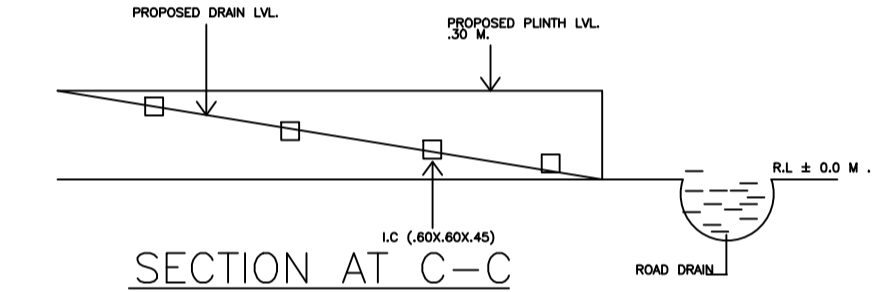 PROPOSED DRAIN LVL.
PROPOSED PLINTH LVL.
.30 M.
R.L ± 0.0 M .
I.C (.60X.60X.45)
SECTION AT C-C
ROAD DRAIN